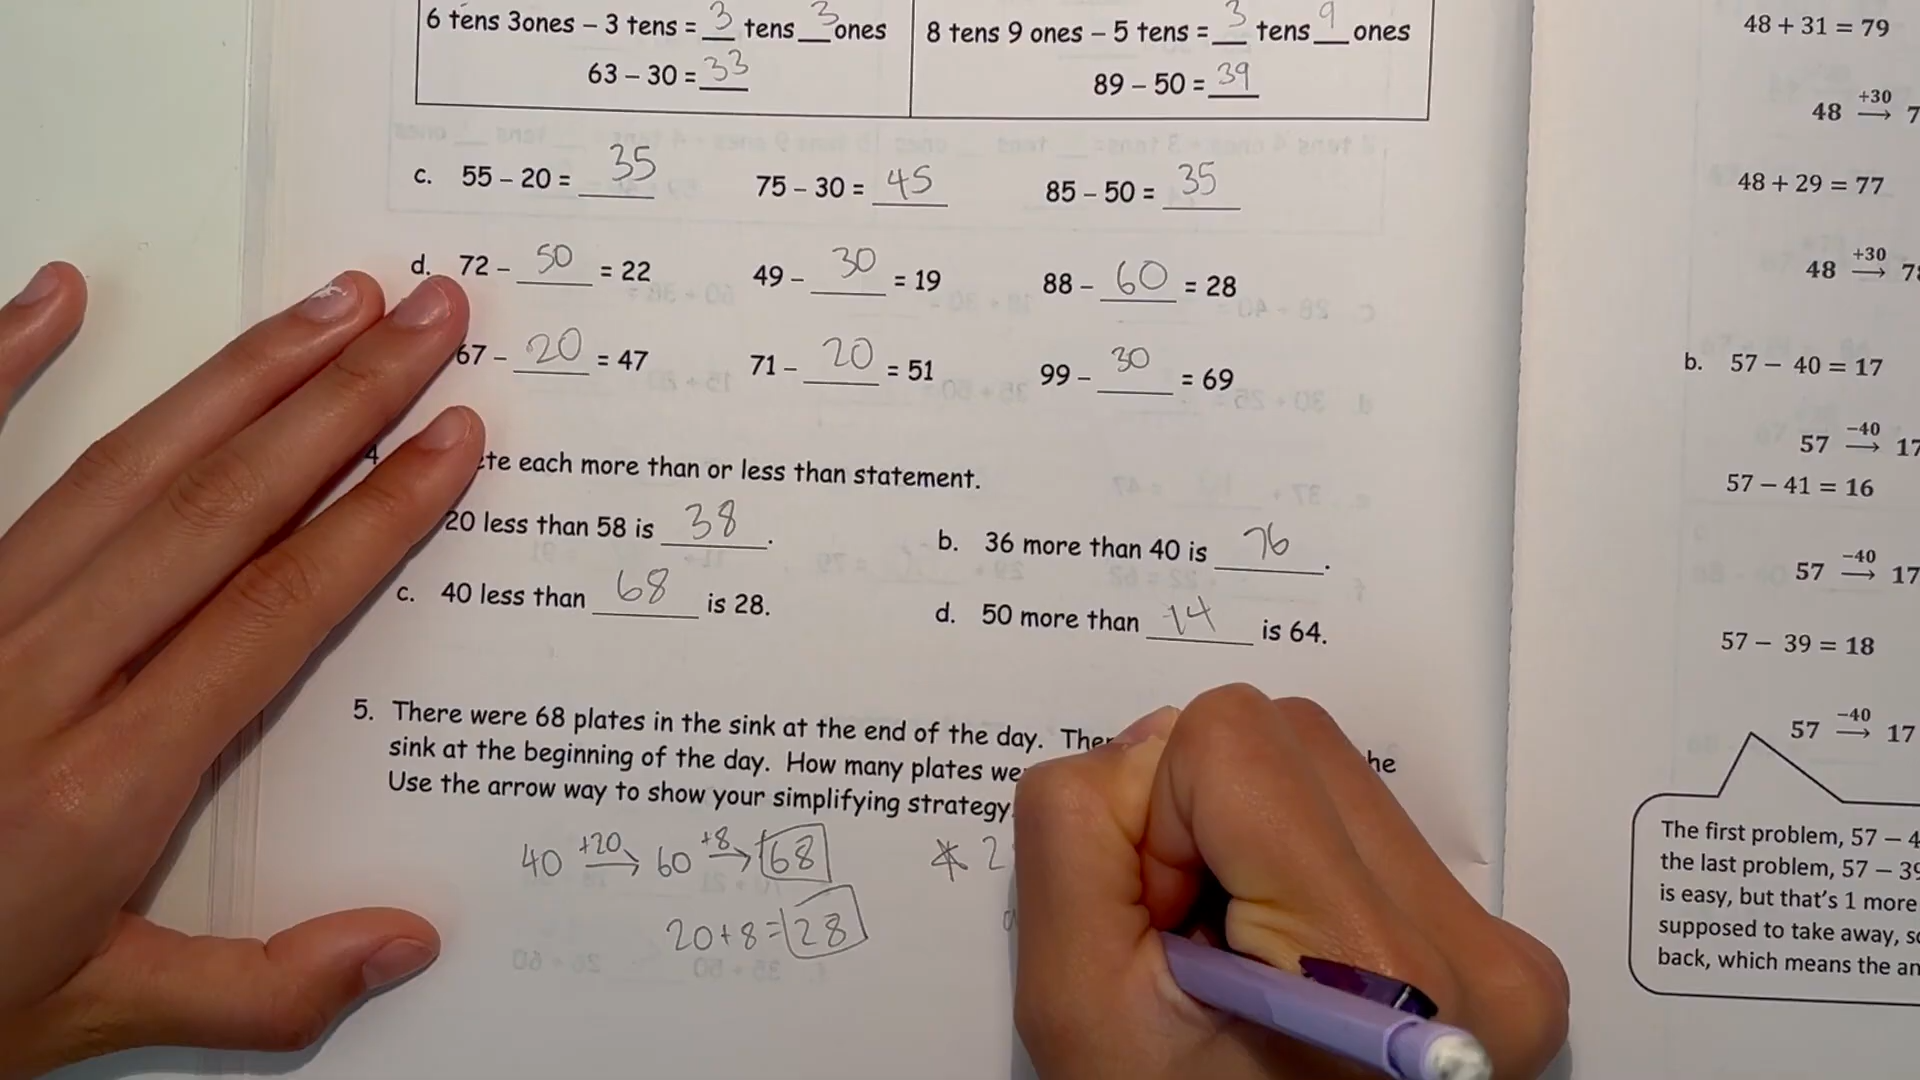 6 tens 3ones – 3 tens = 3 tens 3 ones
63 – 30 = 33
8 tens 9 ones – 5 tens = 3 tens 9 ones
89 – 50 = 39
c. 55 – 20 = 35 75 – 30 = 45 85 – 50 = 35
d. 72 – 50 = 22 49 – 30 = 19 88 – 60 = 28
67 – 20 = 47 71 – 20 = 51 99 – 30 = 69
4 each more than or less than statement.
20 less than 58 is 38. b. 36 more than 40 is 76.
c. 40 less than 68 is 28. d. 50 more than 14 is 64.
5. There were 68 plates in the sink at the end of the day.
sink at the beginning of the day. How many plates
Use the arrow way to show your simplifying strategy.
40 +20 → 60 +8 → 68
20+8=28
* 2
48 + 31 = 79
48 +30 →
48 + 29 = 77
48 +30 →
b. 57 – 40 = 17
57 –40 → 17
57 – 41 = 16
57 –40 → 17
57 – 39 = 18
57 –40 → 17
The first problem, 57 –
the last problem, 57 –
is easy, but that's 1 more
supposed to take away,
back, which means the